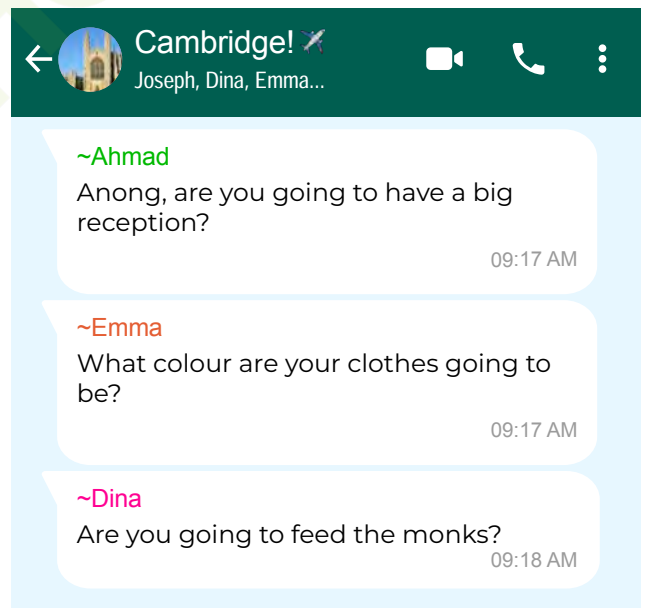 Cambridge!
Joseph, Dina, Emma...
~Ahmad
Anong, are you going to have a big
reception?
09:17 AM
~Emma
What colour are your clothes going to
be?
09:17 AM
~Dina
Are you going to feed the monks?
09:18 AM